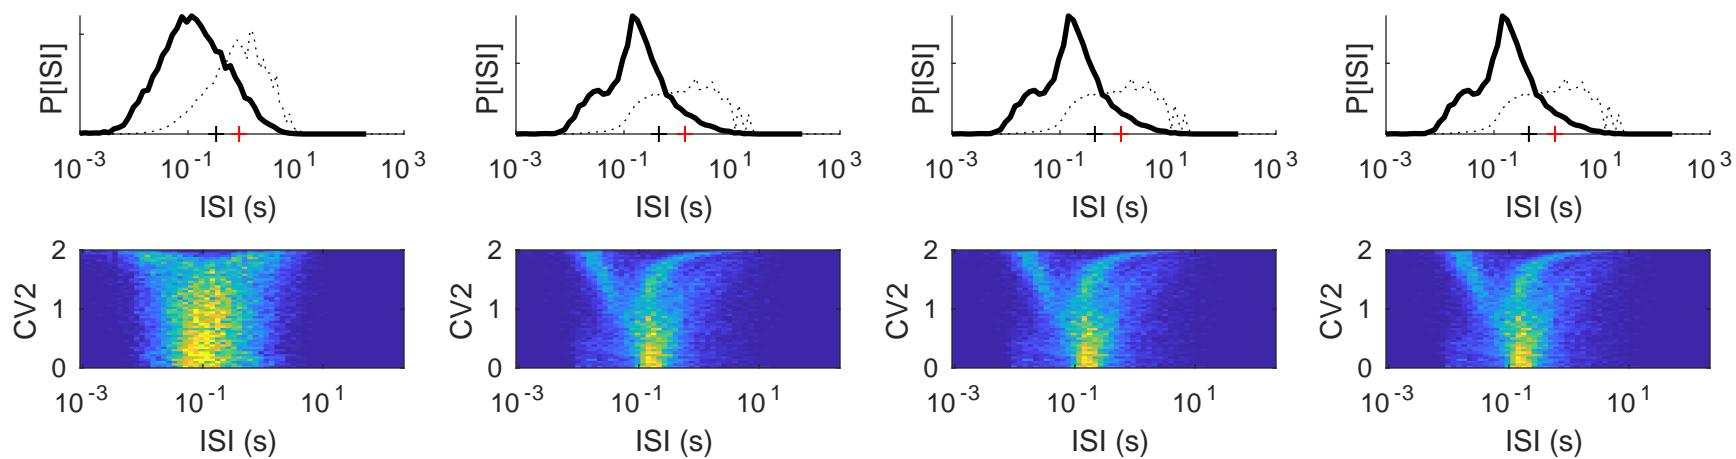 P[ISI] P[ISI] P[ISI] P[ISI]
10^-3 10^-1 10^1 10^3 10^-3 10^-1 10^1 10^3 10^-3 10^-1 10^1 10^3 10^-3 10^-1 10^1 10^3
ISI (s) ISI (s) ISI (s) ISI (s)
CV2 CV2 CV2 CV2
2 2 2 2
1 1 1 1
0 0 0 0
10^-3 10^-1 10^1 10^-3 10^-1 10^1 10^-3 10^-1 10^1 10^-3 10^-1 10^1
ISI (s) ISI (s) ISI (s) ISI (s)